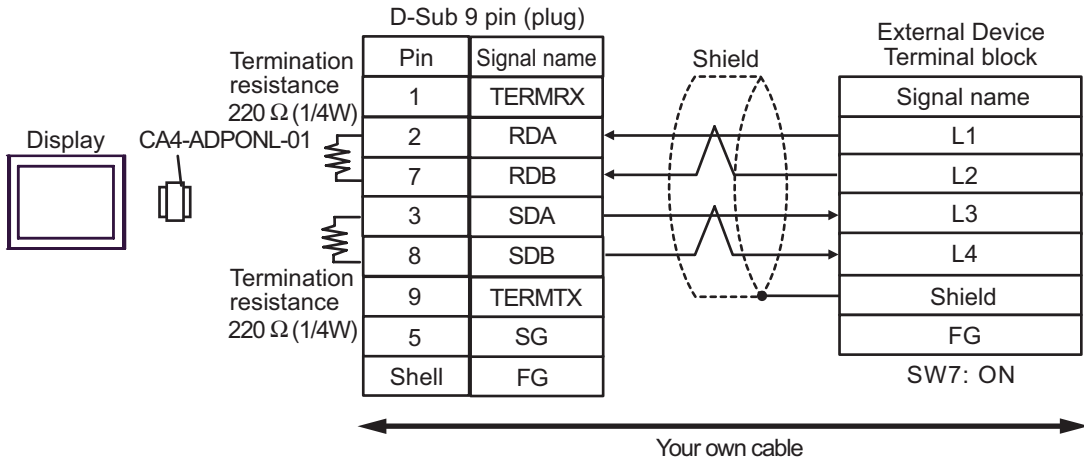 D-Sub 9 pin (plug)
Pin Signal name
1 TERMRX
2 RDA
7 RDB
3 SDA
8 SDB
9 TERMTX
5 SG
Shell FG
Termination
resistance
220 Ω (1/4W)
Display
CA4-ADPONL-01
Termination
resistance
220 Ω (1/4W)
Shield
External Device
Terminal block
Signal name
L1
L2
L3
L4
Shield
FG
SW7: ON
Your own cable